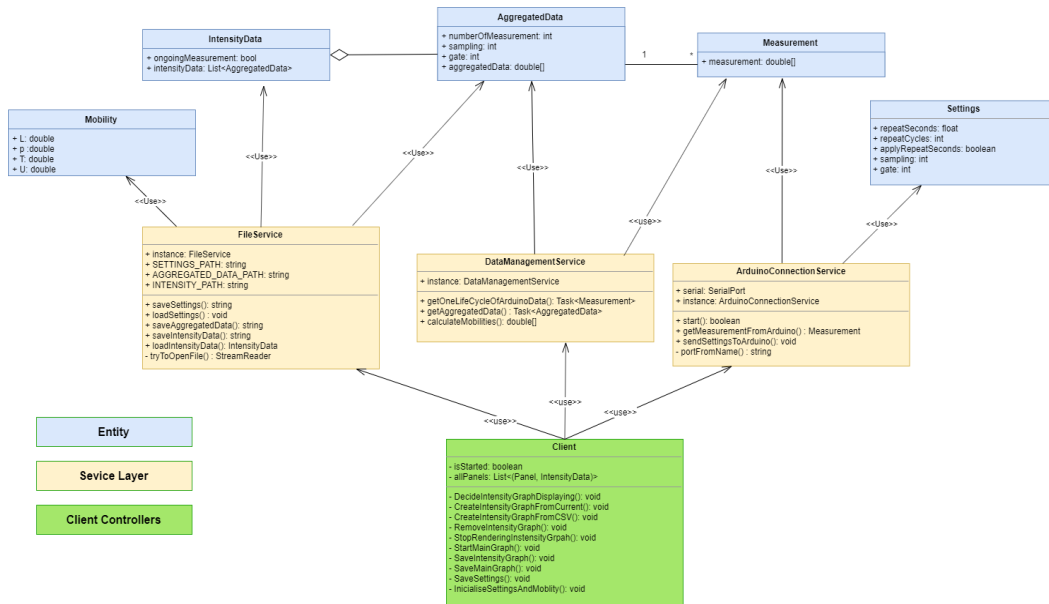 AggregatedData
+ numberOfMeasurement: int
+ sampling: int
+ gate: int
+ aggregatedData: double[]
IntensityData
+ ongoingMeasurement: bool
+ intensityData: List<AggregatedData>
1
*
Measurement
+ measurement: double[]
Mobility
+ L: double
+ p : double
+ T: double
+ U: double
Settings
+ repeatSeconds: float
+ repeatCycles: int
+ applyRepeatSeconds: boolean
+ sampling: int
+ gate: int
<<Use>>
<<Use>>
<<Use>>
<<Use>>
<<use>>
<<Use>>
<<Use>>
FileService
+ instance: FileService
+ SETTINGS_PATH: string
+ AGGREGATED_DATA_PATH: string
+ INTENSITY_PATH: string
+ saveSettings(): string
+ loadSettings() : void
+ saveAggregatedData(): string
+ saveIntensityData(): string
+ loadIntensityData(): IntensityData
- tryToOpenFile() : StreamReader
DataManagementService
+ instance: DataManagementService
+ getOneLifeCycleOfArduinoData(): Task<Measurement>
+ getAggregatedData() : Task<AggregatedData>
+ calculateMobilities(): double[]
ArduinoConnectionService
+ serial: SerialPort
+ instance: ArduinoConnectionService
+ start(): boolean
+ getMeasurementFromArduino() : Measurement
+ sendSettingsToArduino(): void
- portFromName() : string
<<use>>
<<use>>
<<use>>
Entity
Sevice Layer
Client Controllers
Client
- isStarted: boolean
- allPanels: List<(Panel, IntensityData)>
- DecideIntensityGraphDisplaying(): void
- CreateIntensityGraphFromCurrent(): void
- CreateIntensityGraphFromCSV(): void
- RemoveIntensityGraph(): void
- StopRenderingInstensityGrpah(): void
- StartMainGraph(): void
- SaveIntensityGraph(): void
- SaveMainGraph(): void
- SaveSettings(): void
- InicialiseSettingsAndMoblity(): void